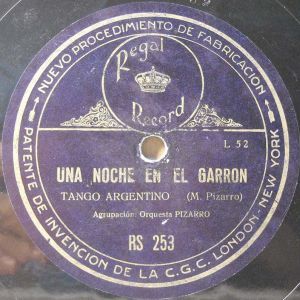 NUEVO PROCEDIMIENTO DE FABRICACION
Regal
Record
L 52
UNA NOCHE EN EL GARRON
TANGO ARGENTINO (M. Pizarro)
Agrupación: Orquesta PIZARRO
RS 253
PATENTE DE INVENCION DE LA C.G.C. LONDON-NEW YORK